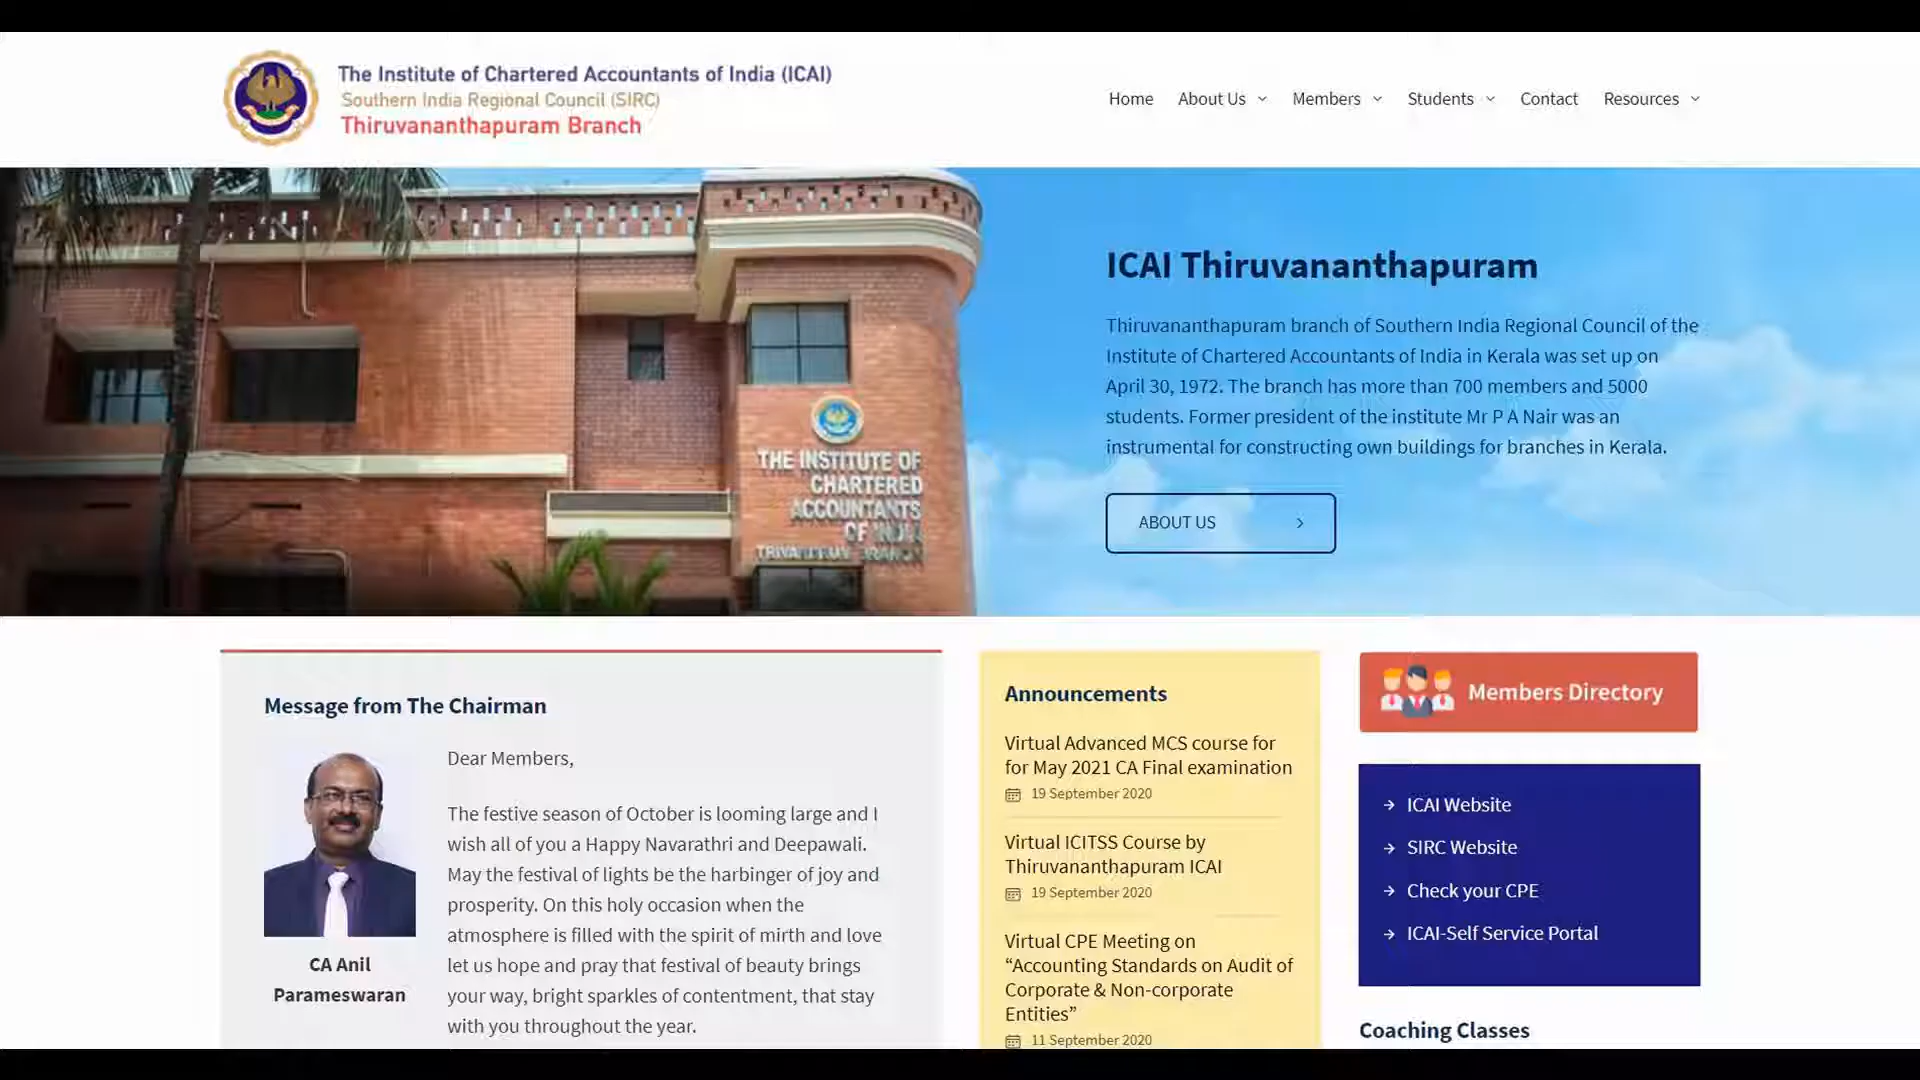 The Institute of Chartered Accountants of India (ICAI)
Southern India Regional Council (SIRC)
Thiruvananthapuram Branch
Home
About Us
Members
Students
Contact
Resources
THE INSTITUTE OF
CHARTERED
ACCOUNTANTS
OF INDIA
ICAI Thiruvananthapuram
Thiruvananthapuram branch of Southern India Regional Council of the
Institute of Chartered Accountants of India in Kerala was set up on
April 30, 1972. The branch has more than 700 members and 5000
students. Former president of the institute Mr P A Nair was an
instrumental for constructing own buildings for branches in Kerala.
ABOUT US
Message from The Chairman
CA Anil
Parameswaran
Dear Members,
The festive season of October is looming large and I
wish all of you a Happy Navarathri and Deepawali.
May the festival of lights be the harbinger of joy and
prosperity. On this holy occasion when the
atmosphere is filled with the spirit of mirth and love
let us hope and pray that festival of beauty brings
your way, bright sparkles of contentment, that stay
with you throughout the year.
Announcements
Virtual Advanced MCS course for
for May 2021 CA Final examination
19 September 2020
Virtual ICITSS Course by
Thiruvananthapuram ICAI
19 September 2020
Virtual CPE Meeting on
“Accounting Standards on Audit of
Corporate & Non-corporate
Entities”
11 September 2020
Members Directory
ICAI Website
SIRC Website
Check your CPE
ICAI-Self Service Portal
Coaching Classes